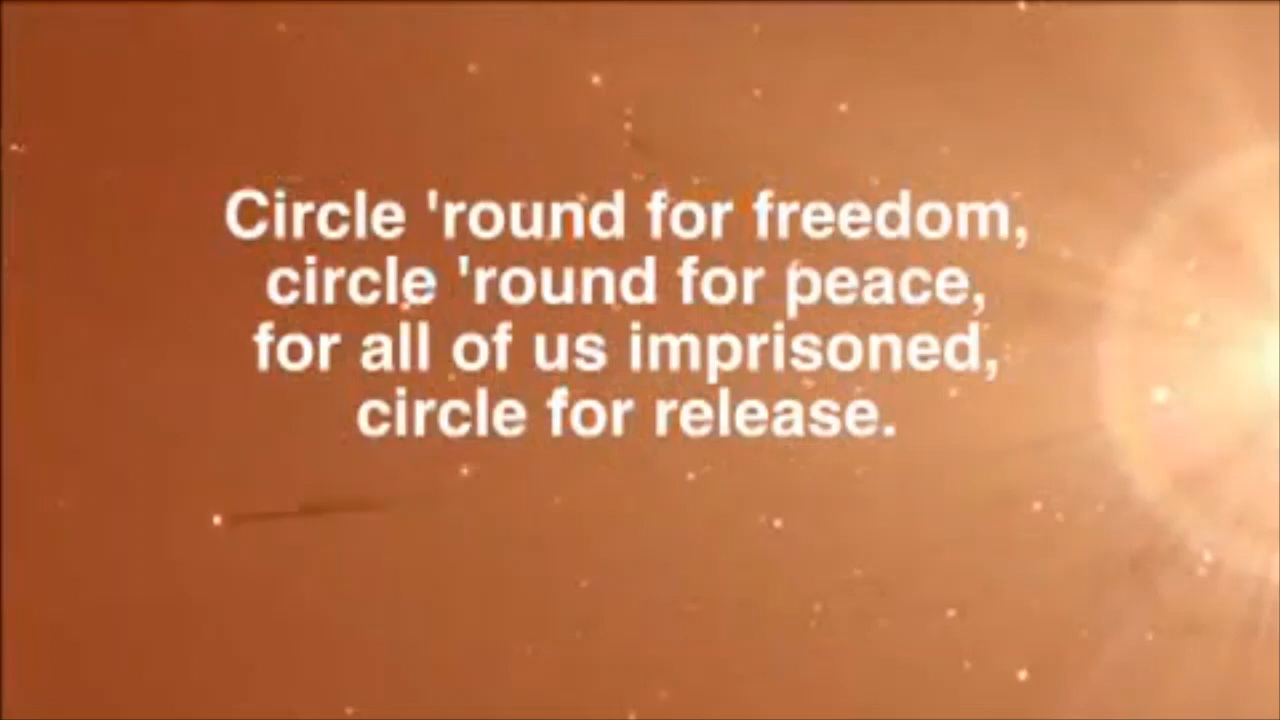 Circle 'round for freedom,
circle 'round for peace,
for all of us imprisoned,
circle for release.